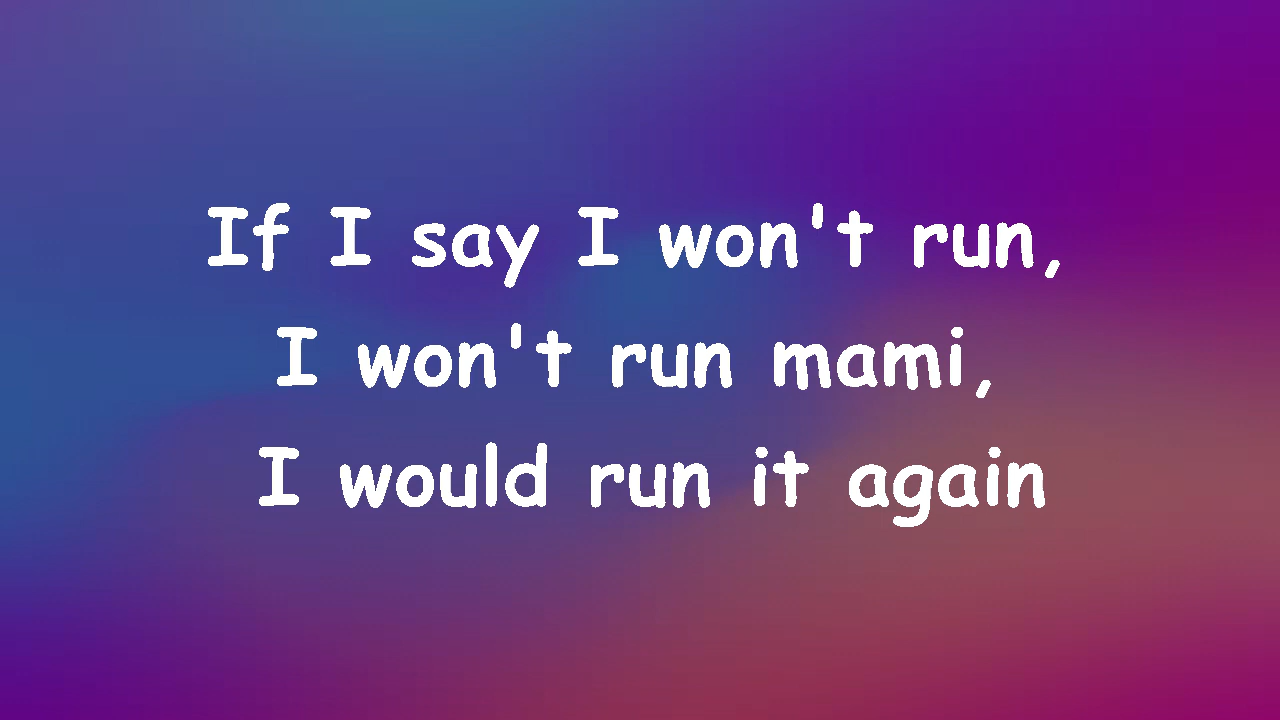 If I say I won't run,
I won't run mami,
I would run it again